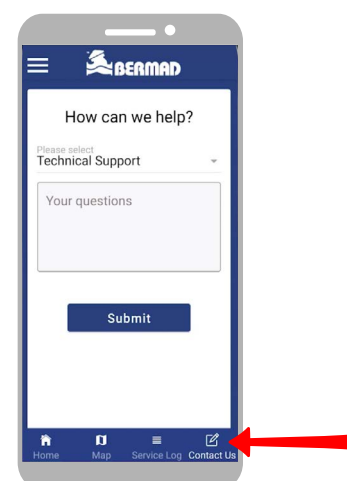 BERMAD
How can we help?
Please select
Technical Support
Your questions
Submit
Home Map Service Log Contact Us